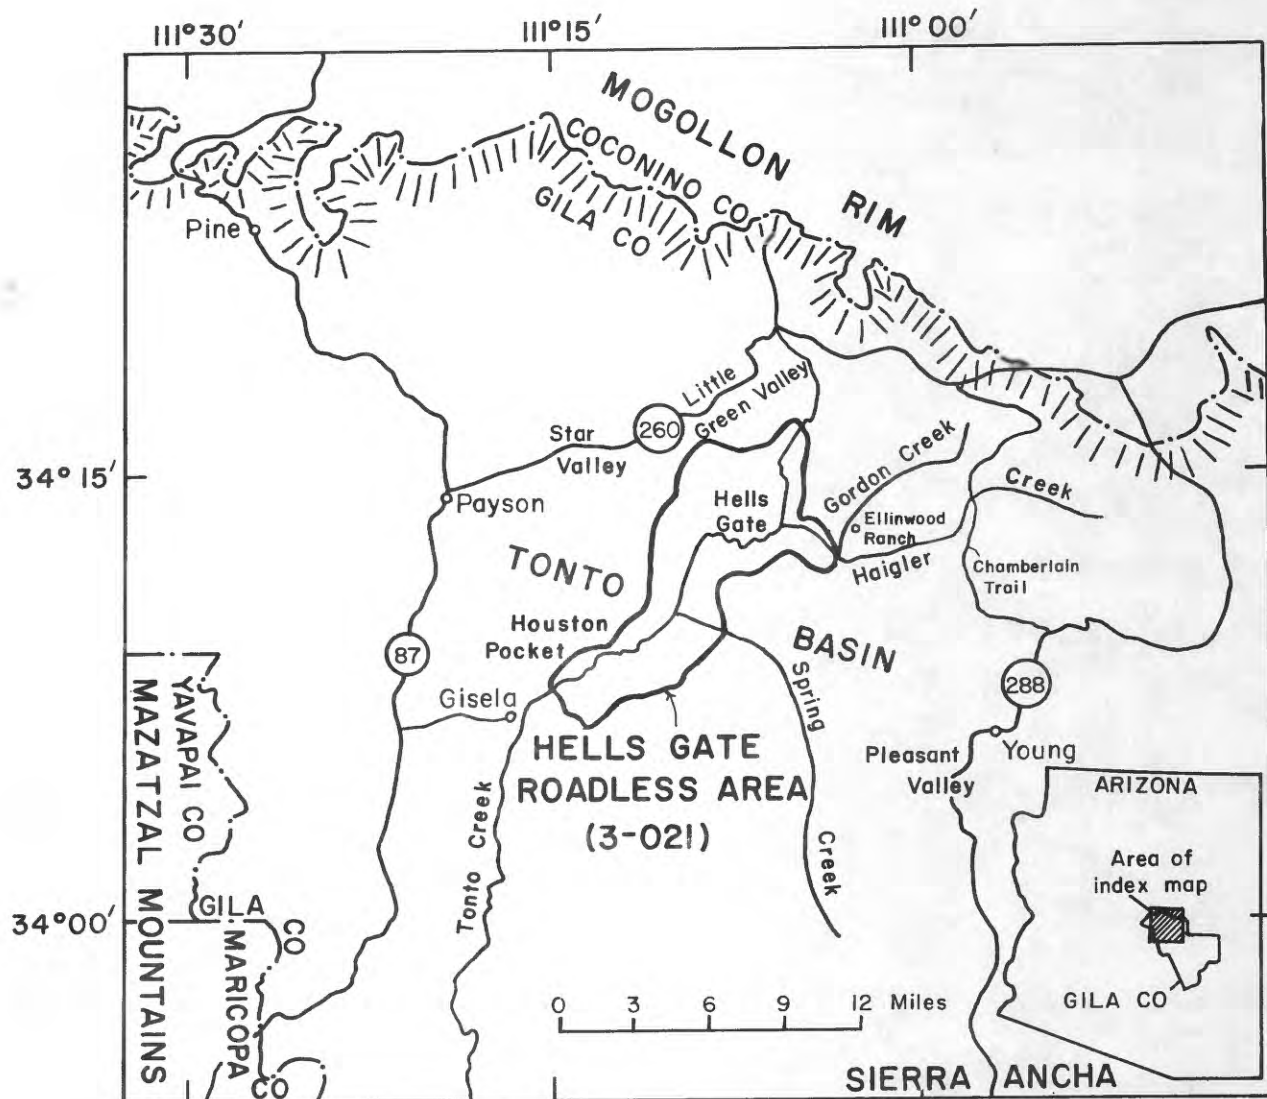 111°30′
111°15′
111°00′
MOGOLLON RIM
COCONINO CO
GILA CO
Pine
Little
Green Valley
260
Star
Valley
34°15′
Payson
Hells
Gate
Gordon Creek
Ellinwood
Ranch
Creek
Haigler
Chamberlain
Trail
TONTO
BASIN
Houston
Pocket
87
Gisela
Spring
Creek
288
Young
Pleasant
Valley
HELLS GATE
ROADLESS AREA
(3-021)
Tonto Creek
YAVAPAI CO
MAZATZAL MOUNTAINS
34°00′
GILA CO
MARICOPA CO
0 3 6 9 12 Miles
ARIZONA
Area of
index map
GILA CO
SIERRA ANCHA